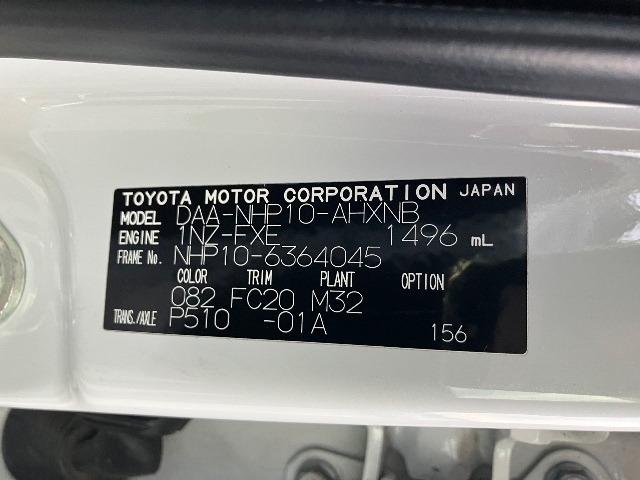 TOYOTA MOTOR CORPORATION JAPAN
MODEL DAA-NHP10-AHXNB
ENGINE 1NZ-FXE 1496 mL
FRAME No. NHP10-6364045
COLOR TRIM PLANT OPTION
082 FC20 M32
TRANS./AXLE P510 -01A 156